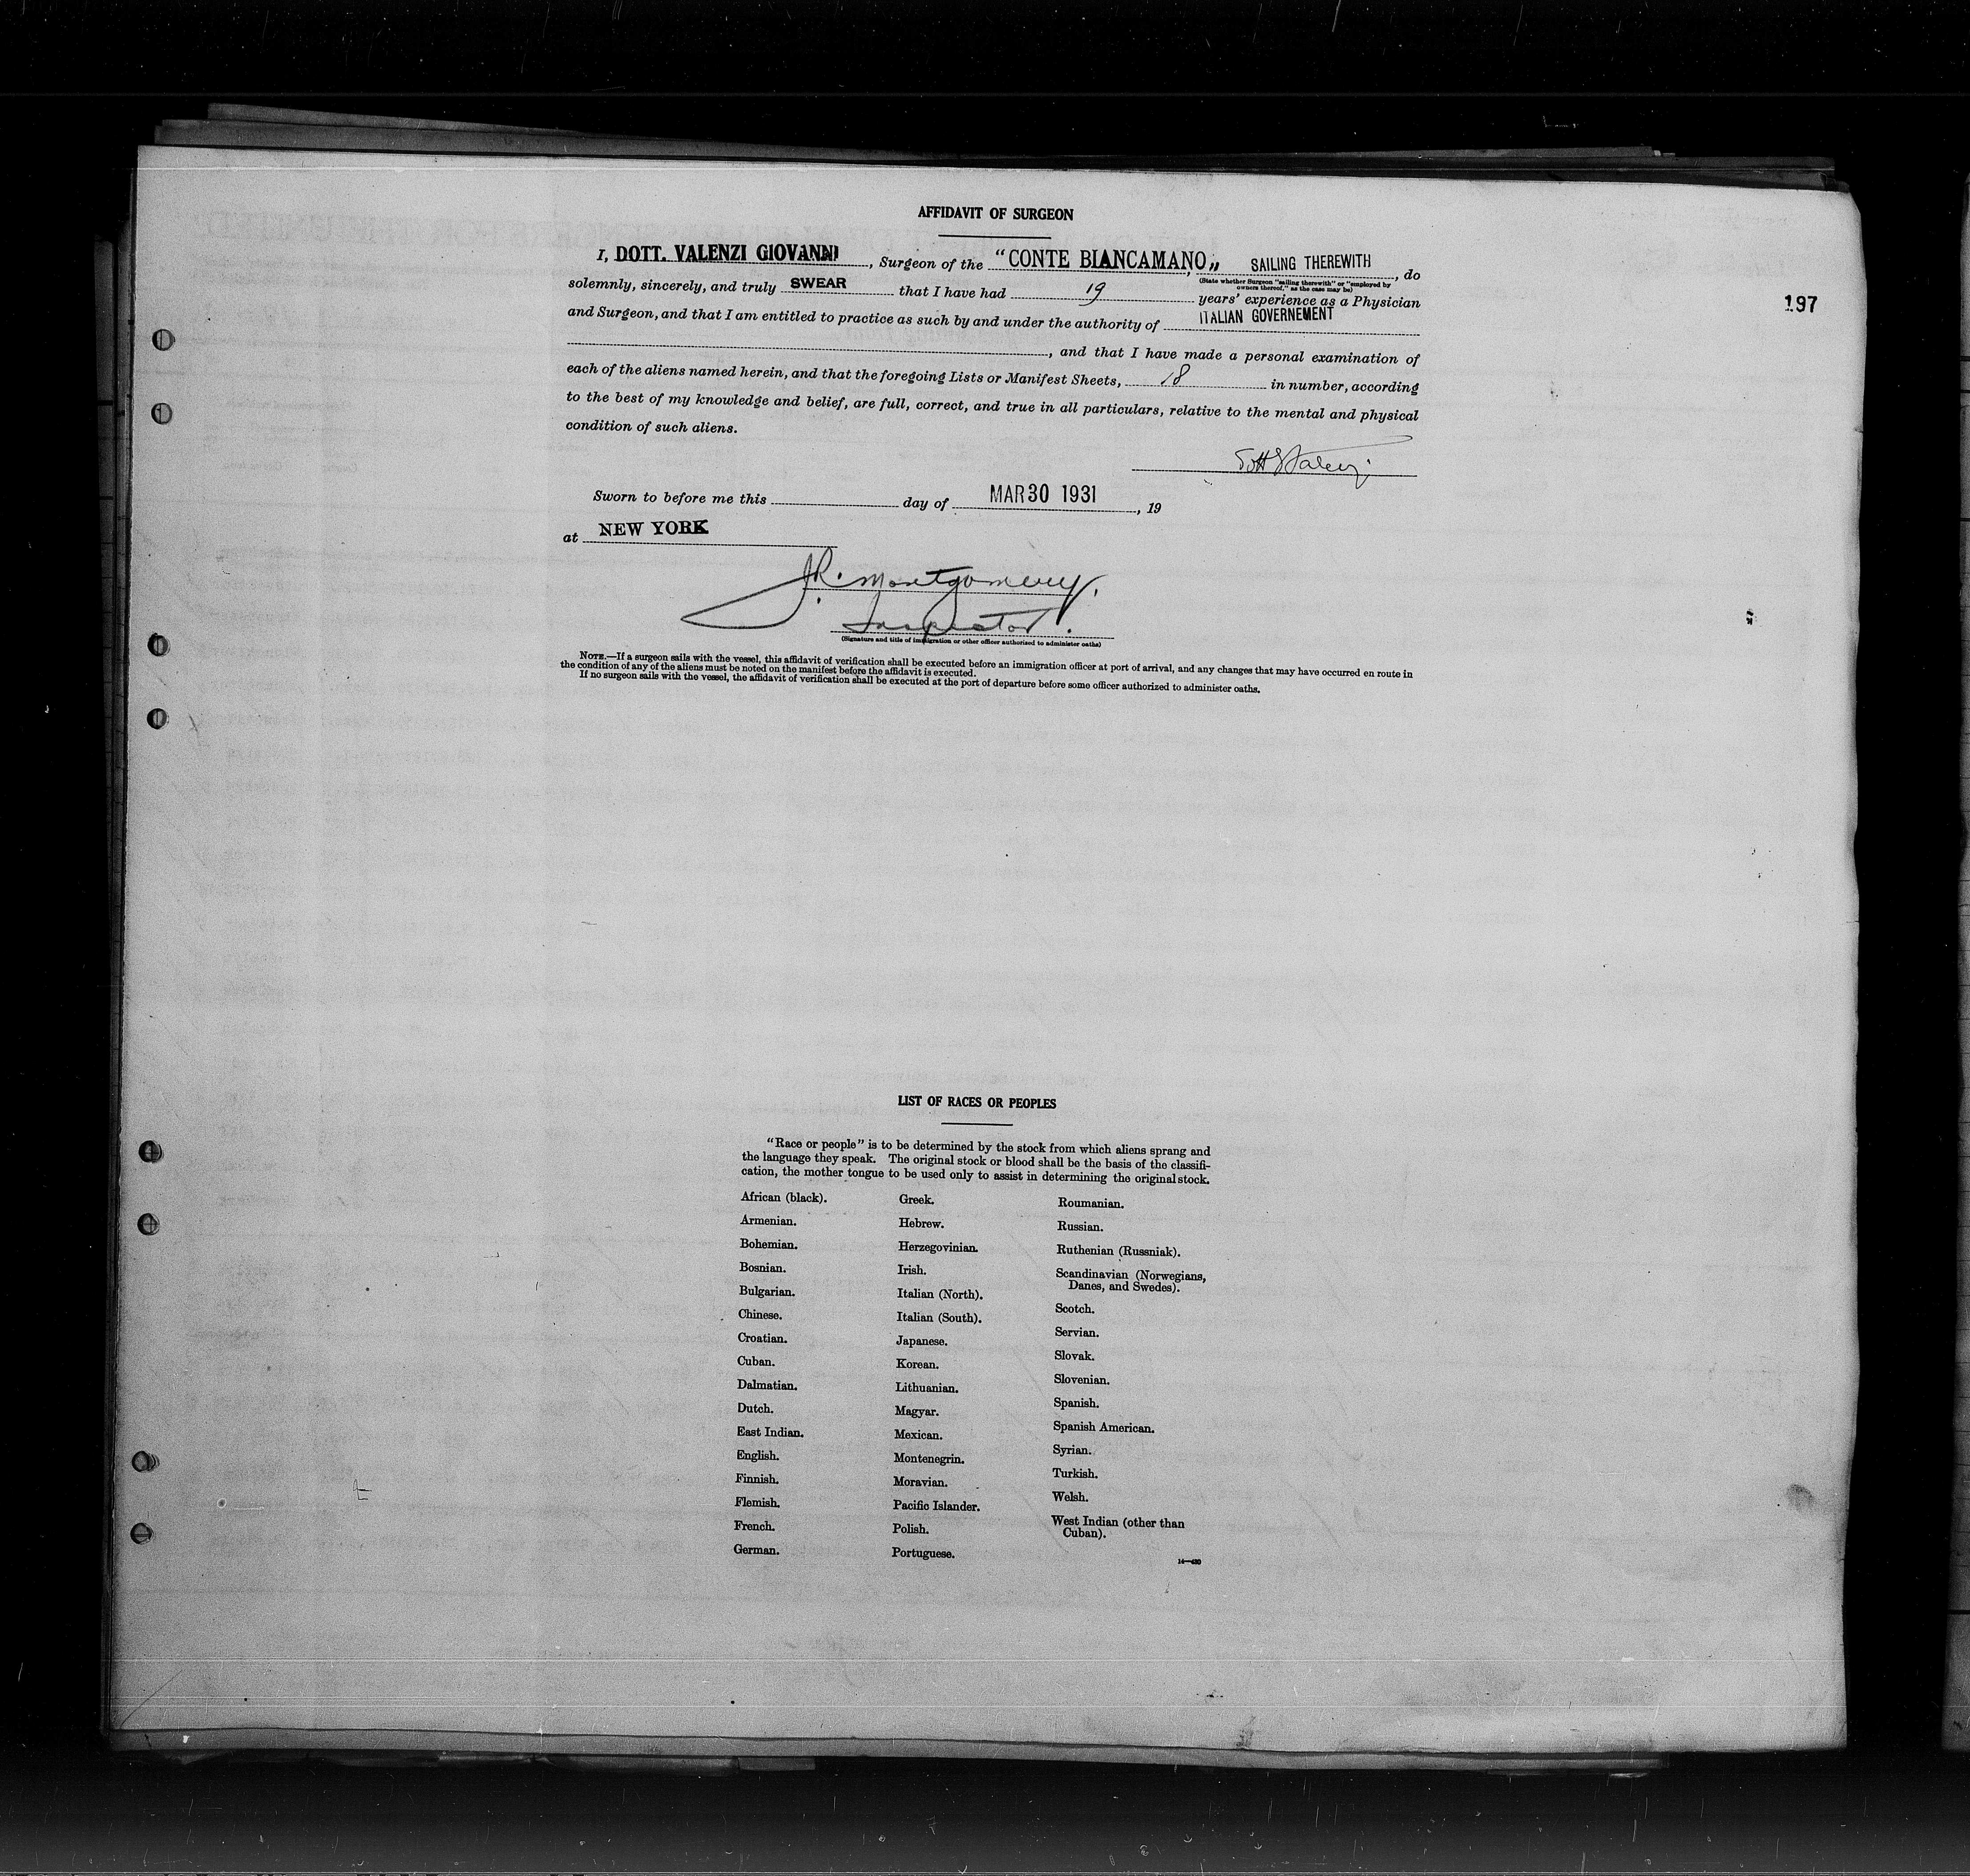 AFFIDAVIT OF SURGEON
I, DOTT. VALENZI GIOVANNI, Surgeon of the "CONTE BIANCAMANO„ SAILING THEREWITH, do
(State whether Surgeon "sailing therewith" or "employed by
owners thereof," as the case may be)
solemnly, sincerely, and truly SWEAR that I have had 19 years' experience as a Physician
and Surgeon, and that I am entitled to practice as such by and under the authority of ITALIAN GOVERNEMENT
, and that I have made a personal examination of
197
each of the aliens named herein, and that the foregoing Lists or Manifest Sheets, 18 in number, according
to the best of my knowledge and belief, are full, correct, and true in all particulars, relative to the mental and physical
condition of such aliens.
Sworn to before me this day of MAR 30 1931, 19
at NEW YORK
J.R. Montgomery.
Inspector.
(Signature and title of immigration or other officer authorized to administer oaths)
NOTE.—If a surgeon sails with the vessel, this affidavit of verification shall be executed before an immigration officer at port of arrival, and any changes that may have occurred en route in
the condition of any of the aliens must be noted on the manifest before the affidavit is executed.
If no surgeon sails with the vessel, the affidavit of verification shall be executed at the port of departure before some officer authorized to administer oaths.
LIST OF RACES OR PEOPLES
"Race or people" is to be determined by the stock from which aliens sprang and
the language they speak. The original stock or blood shall be the basis of the classifi-
cation, the mother tongue to be used only to assist in determining the original stock.
African (black).
Armenian.
Bohemian.
Bosnian.
Bulgarian.
Chinese.
Croatian.
Cuban.
Dalmatian.
Dutch.
East Indian.
English.
Finnish.
Flemish.
French.
German.
Greek.
Hebrew.
Herzegovinian.
Irish.
Italian (North).
Italian (South).
Japanese.
Korean.
Lithuanian.
Magyar.
Mexican.
Montenegrin.
Moravian.
Pacific Islander.
Polish.
Portuguese.
Roumanian.
Russian.
Ruthenian (Russniak).
Scandinavian (Norwegians,
Danes, and Swedes).
Scotch.
Servian.
Slovak.
Slovenian.
Spanish.
Spanish American.
Syrian.
Turkish.
Welsh.
West Indian (other than
Cuban).